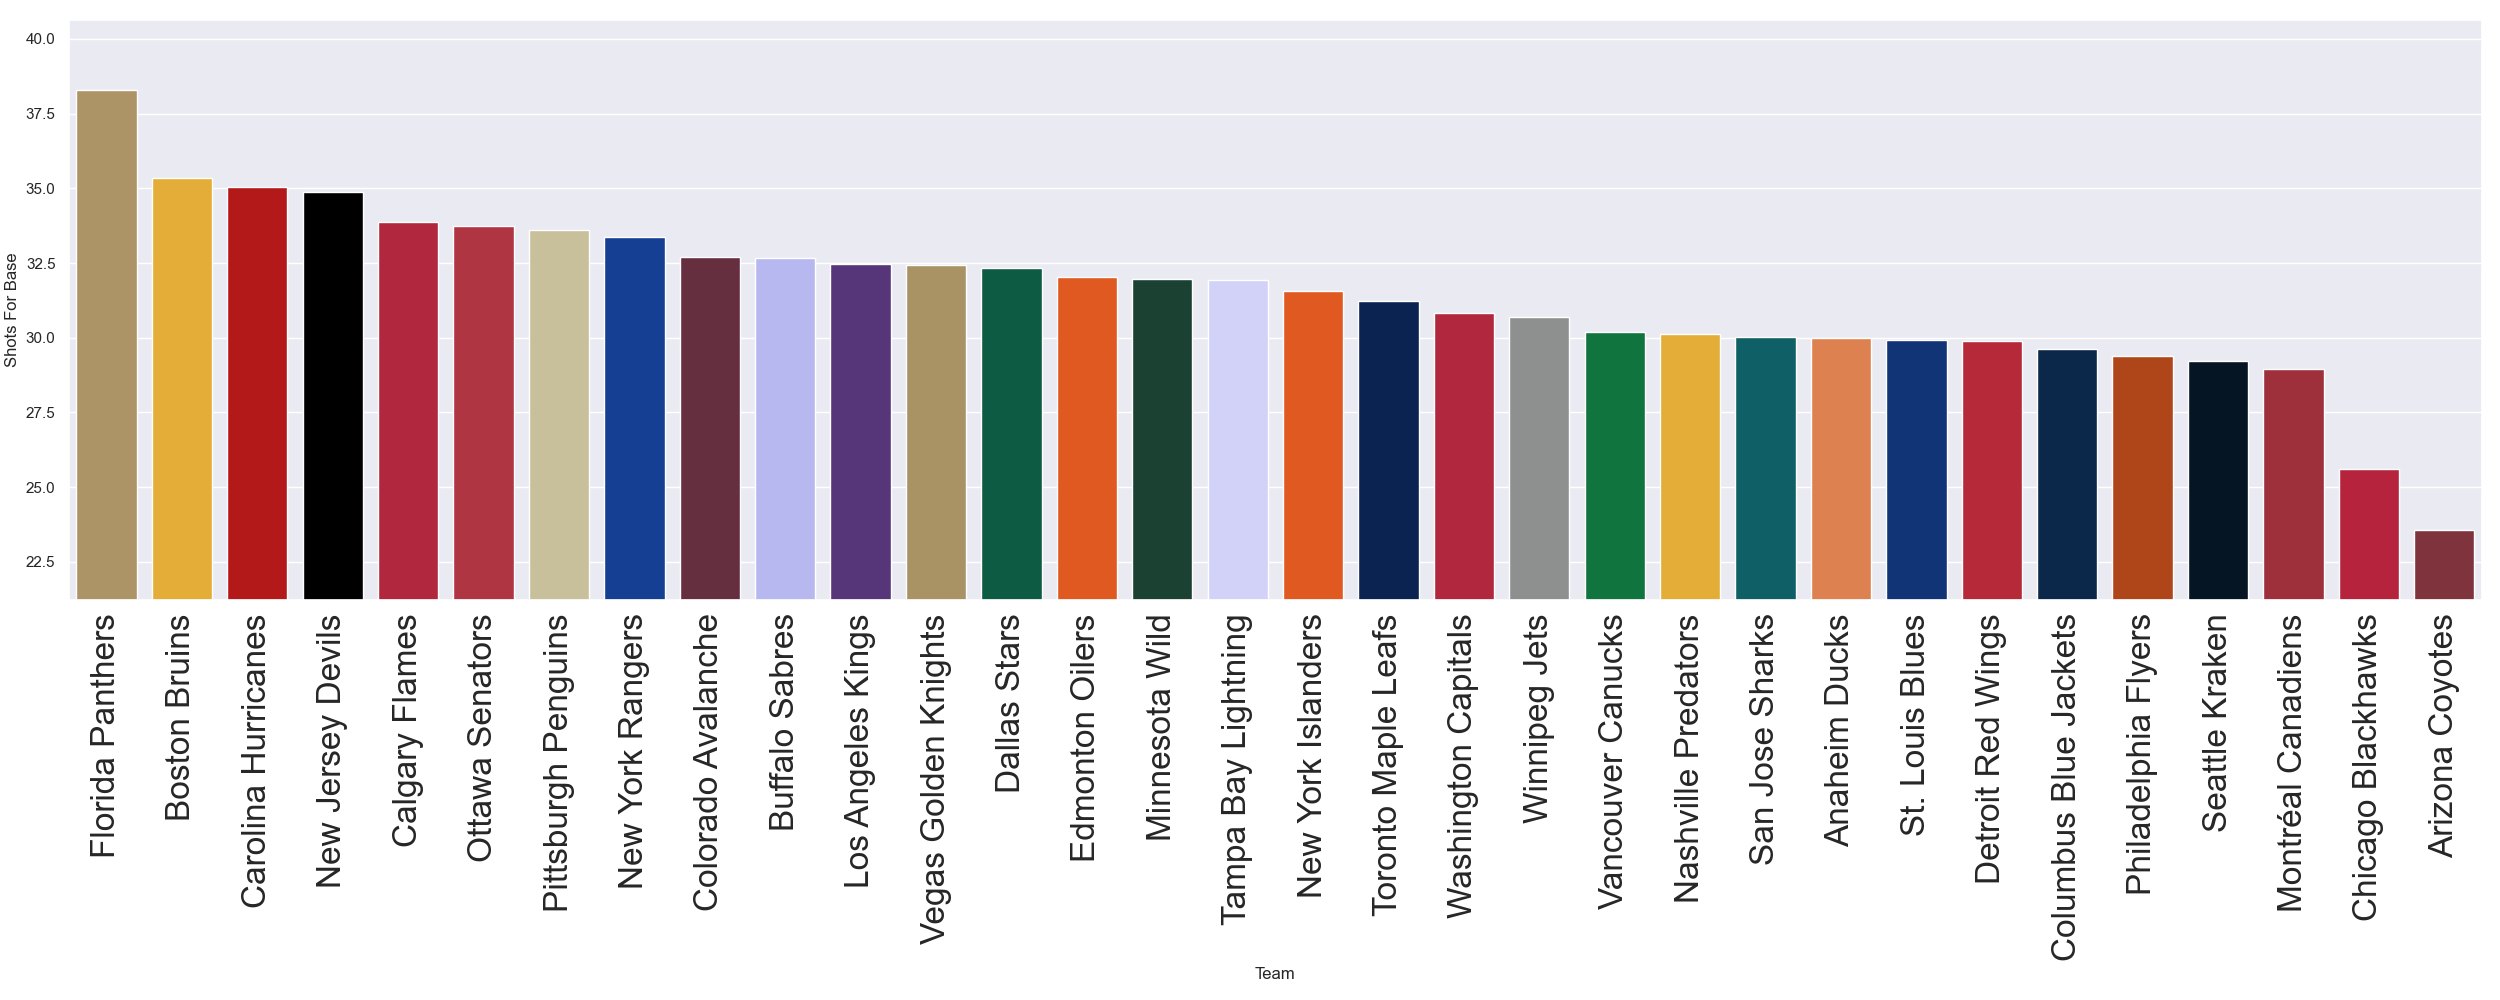 40.0
37.5
35.0
32.5
30.0
27.5
25.0
22.5
Shots For Base
Florida Panthers
Boston Bruins
Carolina Hurricanes
New Jersey Devils
Calgary Flames
Ottawa Senators
Pittsburgh Penguins
New York Rangers
Colorado Avalanche
Buffalo Sabres
Los Angeles Kings
Vegas Golden Knights
Dallas Stars
Edmonton Oilers
Minnesota Wild
Tampa Bay Lightning
New York Islanders
Toronto Maple Leafs
Washington Capitals
Winnipeg Jets
Vancouver Canucks
Nashville Predators
San Jose Sharks
Anaheim Ducks
St. Louis Blues
Detroit Red Wings
Columbus Blue Jackets
Philadelphia Flyers
Seattle Kraken
Montréal Canadiens
Chicago Blackhawks
Arizona Coyotes
Team